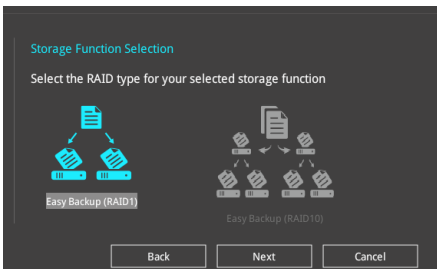 Storage Function Selection
Select the RAID type for your selected storage function
Easy Backup (RAID1)
Easy Backup (RAID10)
Back
Next
Cancel